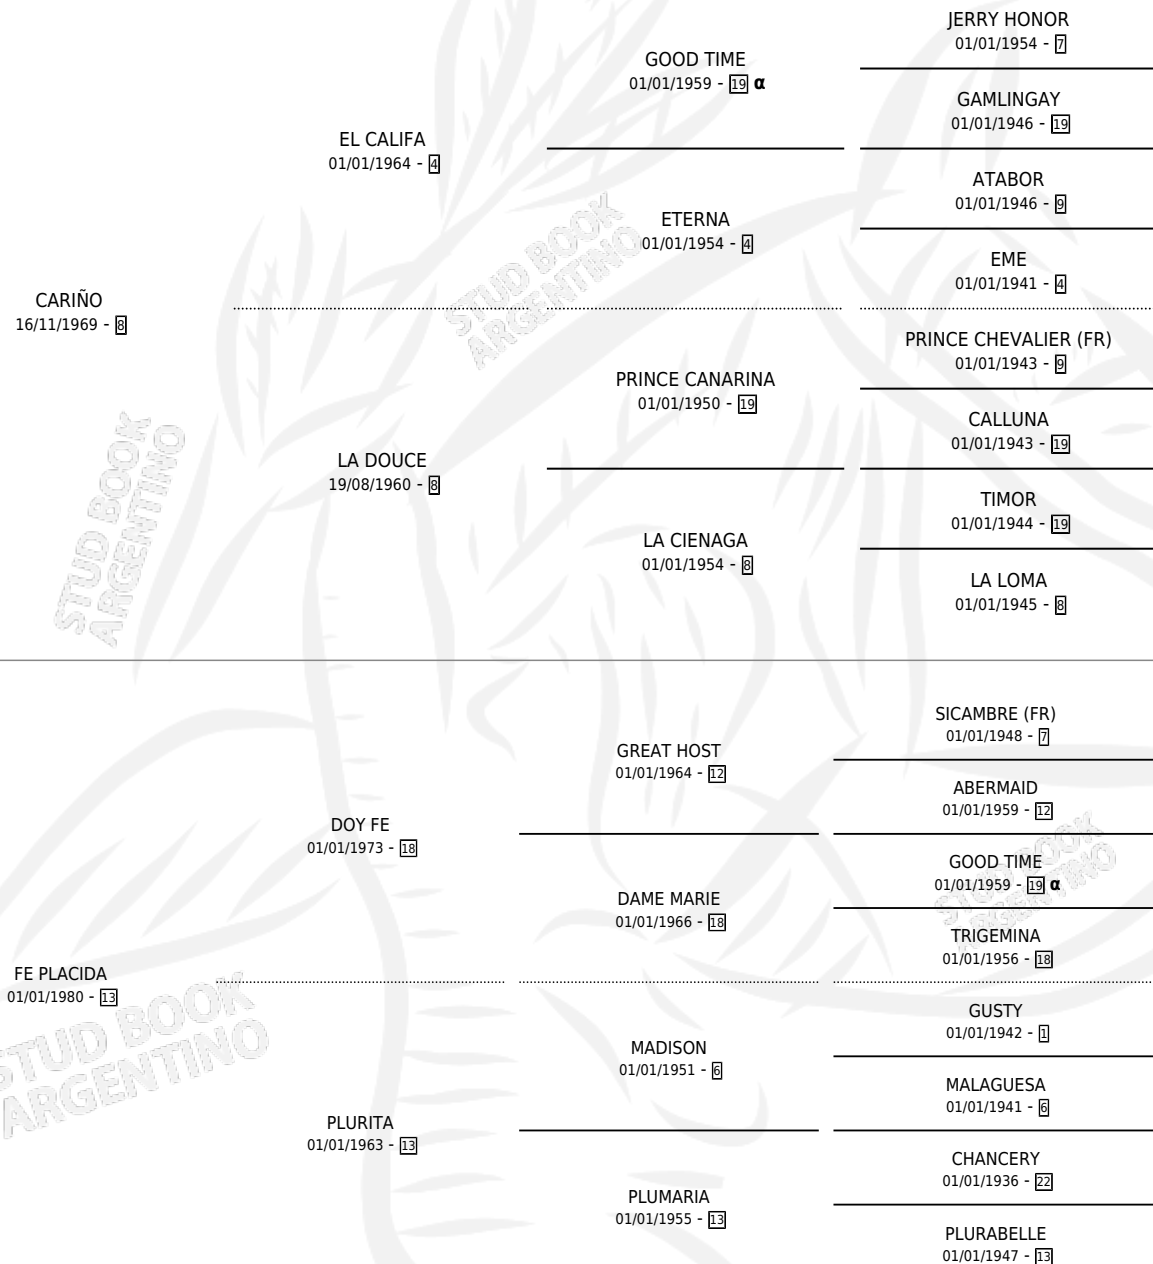 JERRY HONOR
01/01/1954 - 7
GOOD TIME
01/01/1959 - 19 α
GAMLINGAY
01/01/1946 - 19
EL CALIFA
01/01/1964 - 4
ATABOR
01/01/1946 - 9
ETERNA
01/01/1954 - 4
EME
01/01/1941 - 4
CARIÑO
16/11/1969 - 8
PRINCE CHEVALIER (FR)
01/01/1943 - 9
PRINCE CANARINA
01/01/1950 - 19
CALLUNA
01/01/1943 - 19
LA DOUCE
19/08/1960 - 8
TIMOR
01/01/1944 - 19
LA CIENAGA
01/01/1954 - 8
LA LOMA
01/01/1945 - 8
SICAMBRE (FR)
01/01/1948 - 7
GREAT HOST
01/01/1964 - 12
ABERMAID
01/01/1959 - 12
DOY FE
01/01/1973 - 18
GOOD TIME
01/01/1959 - 19 α
DAME MARIE
01/01/1966 - 18
TRIGEMINA
01/01/1956 - 18
FE PLACIDA
01/01/1980 - 13
GUSTY
01/01/1942 - 1
MADISON
01/01/1951 - 6
MALAGUESA
01/01/1941 - 6
PLURITA
01/01/1963 - 13
CHANCERY
01/01/1936 - 22
PLUMARIA
01/01/1955 - 13
PLURABELLE
01/01/1947 - 13
STUD BOOK
ARGENTINO
STUD BOOK
ARGENTINO
STUD BOOK
ARGENTINO
STUD BOOK
ARGENTINO